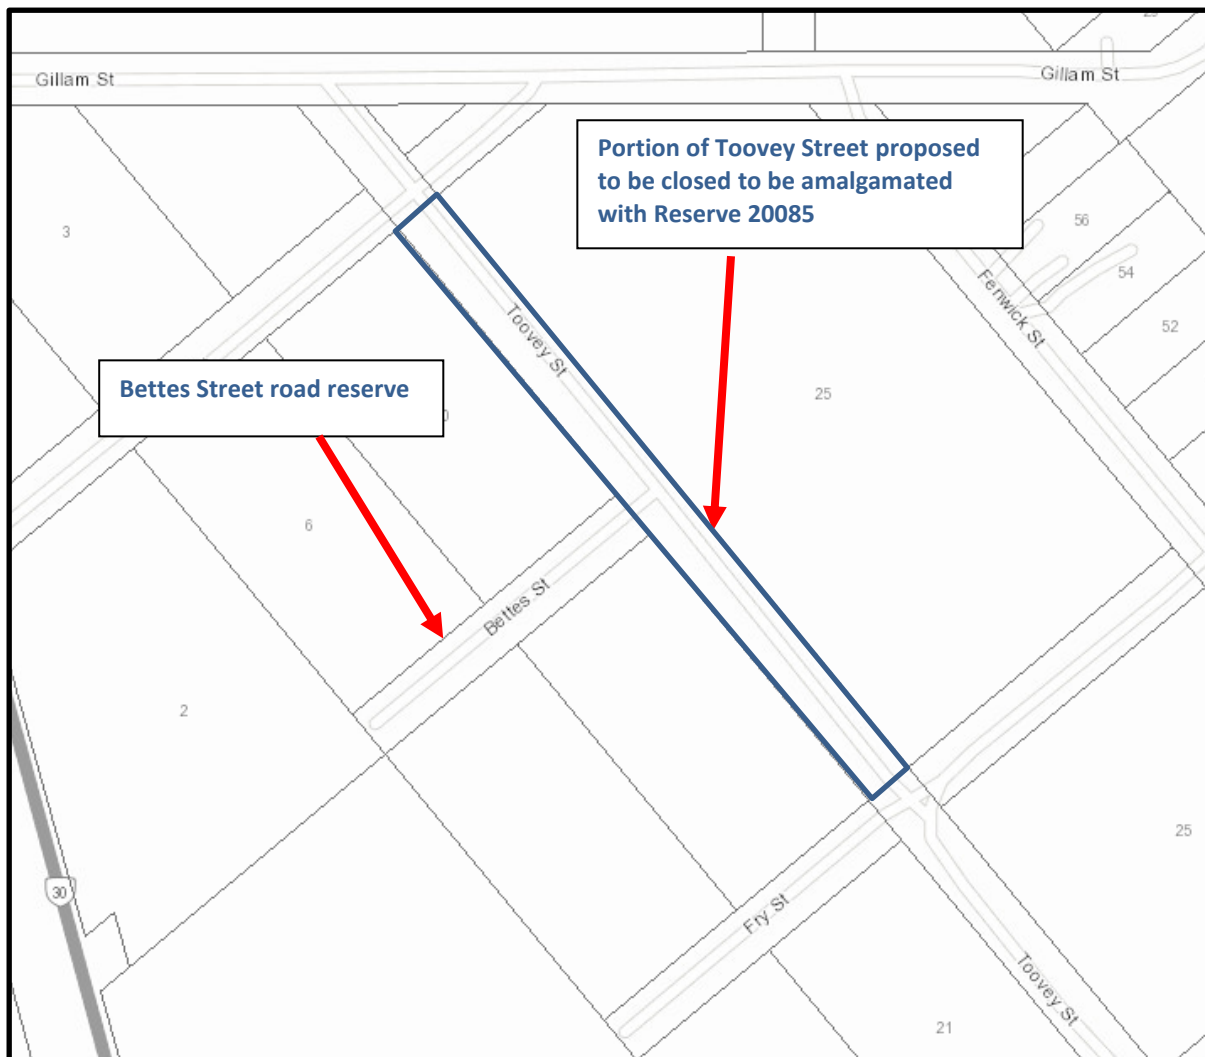 Gillam St
Gillam St
Portion of Toovey Street proposed
to be closed to be amalgamated
with Reserve 20085
3
56
54
Fenwick St
52
Toovey St
Bettes Street road reserve
25
6
Bettes St
2
25
30
Fry St
Toovey St
21